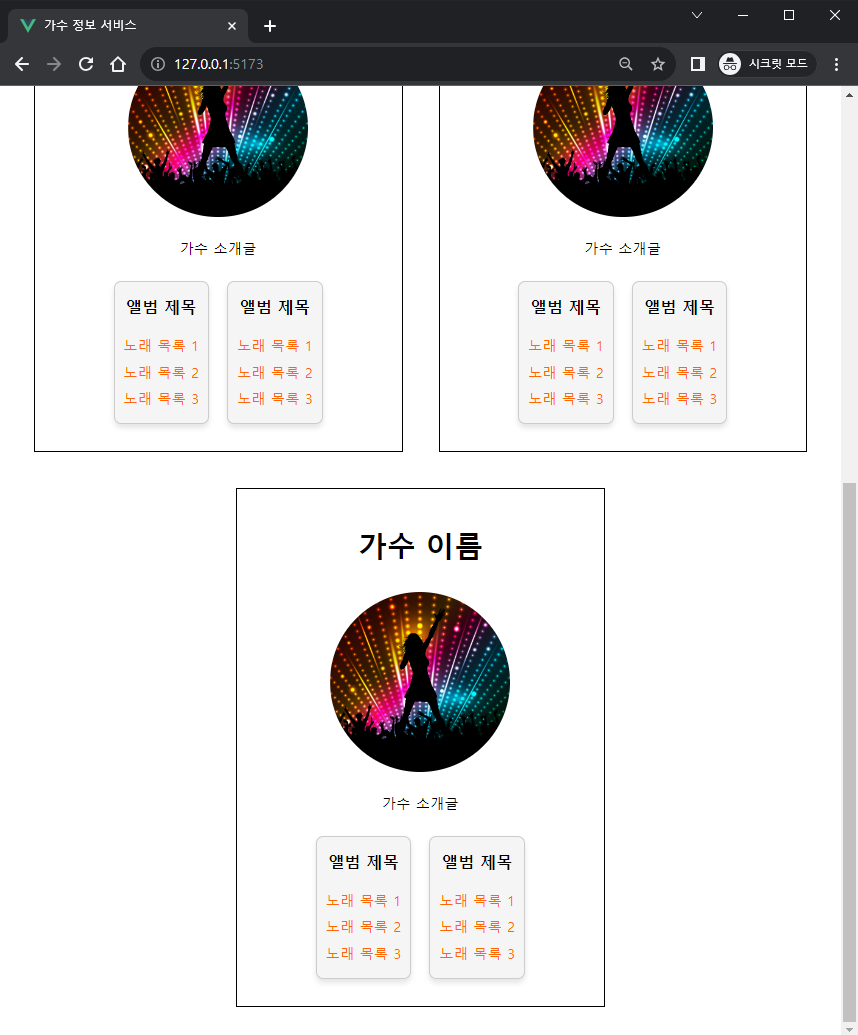 가수 정보 서비스
127.0.0.1:5173
시크릿 모드
가수 소개글
가수 소개글
앨범 제목
노래 목록 1
노래 목록 2
노래 목록 3
앨범 제목
노래 목록 1
노래 목록 2
노래 목록 3
앨범 제목
노래 목록 1
노래 목록 2
노래 목록 3
앨범 제목
노래 목록 1
노래 목록 2
노래 목록 3
가수 이름
가수 소개글
앨범 제목
노래 목록 1
노래 목록 2
노래 목록 3
앨범 제목
노래 목록 1
노래 목록 2
노래 목록 3